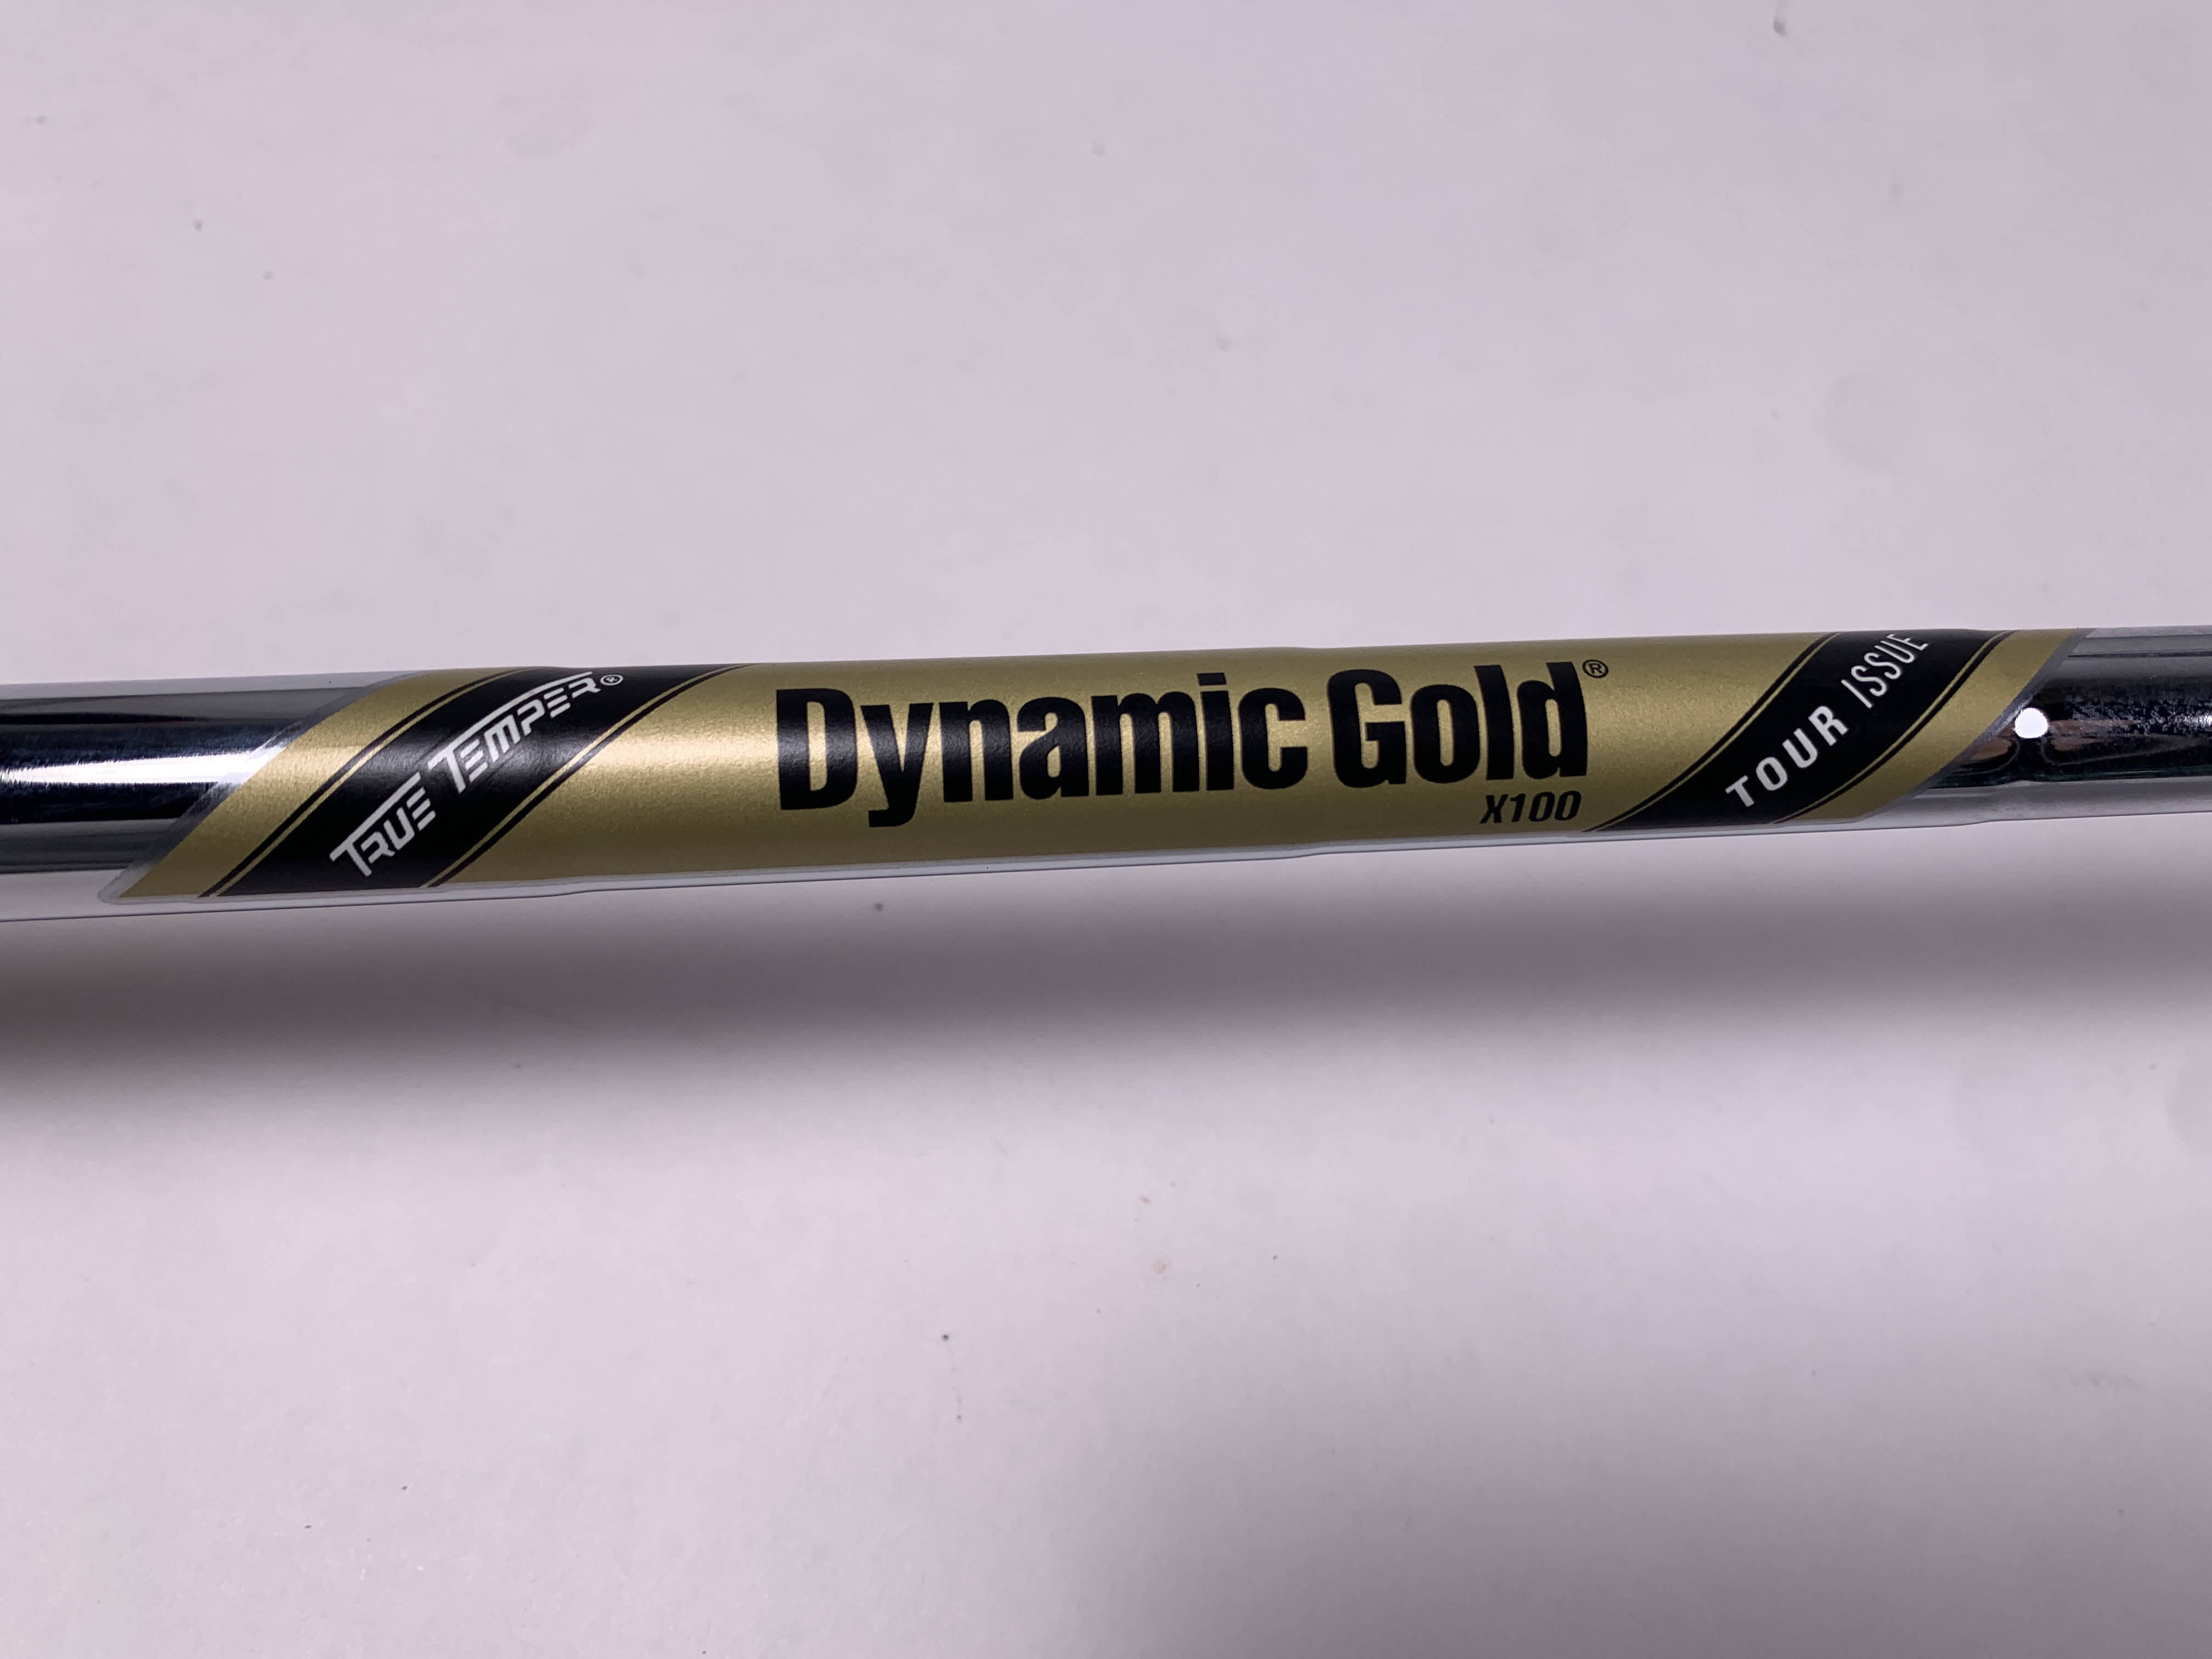 TRUE TEMPER®
Dynamic Gold®
X100
TOUR ISSUE